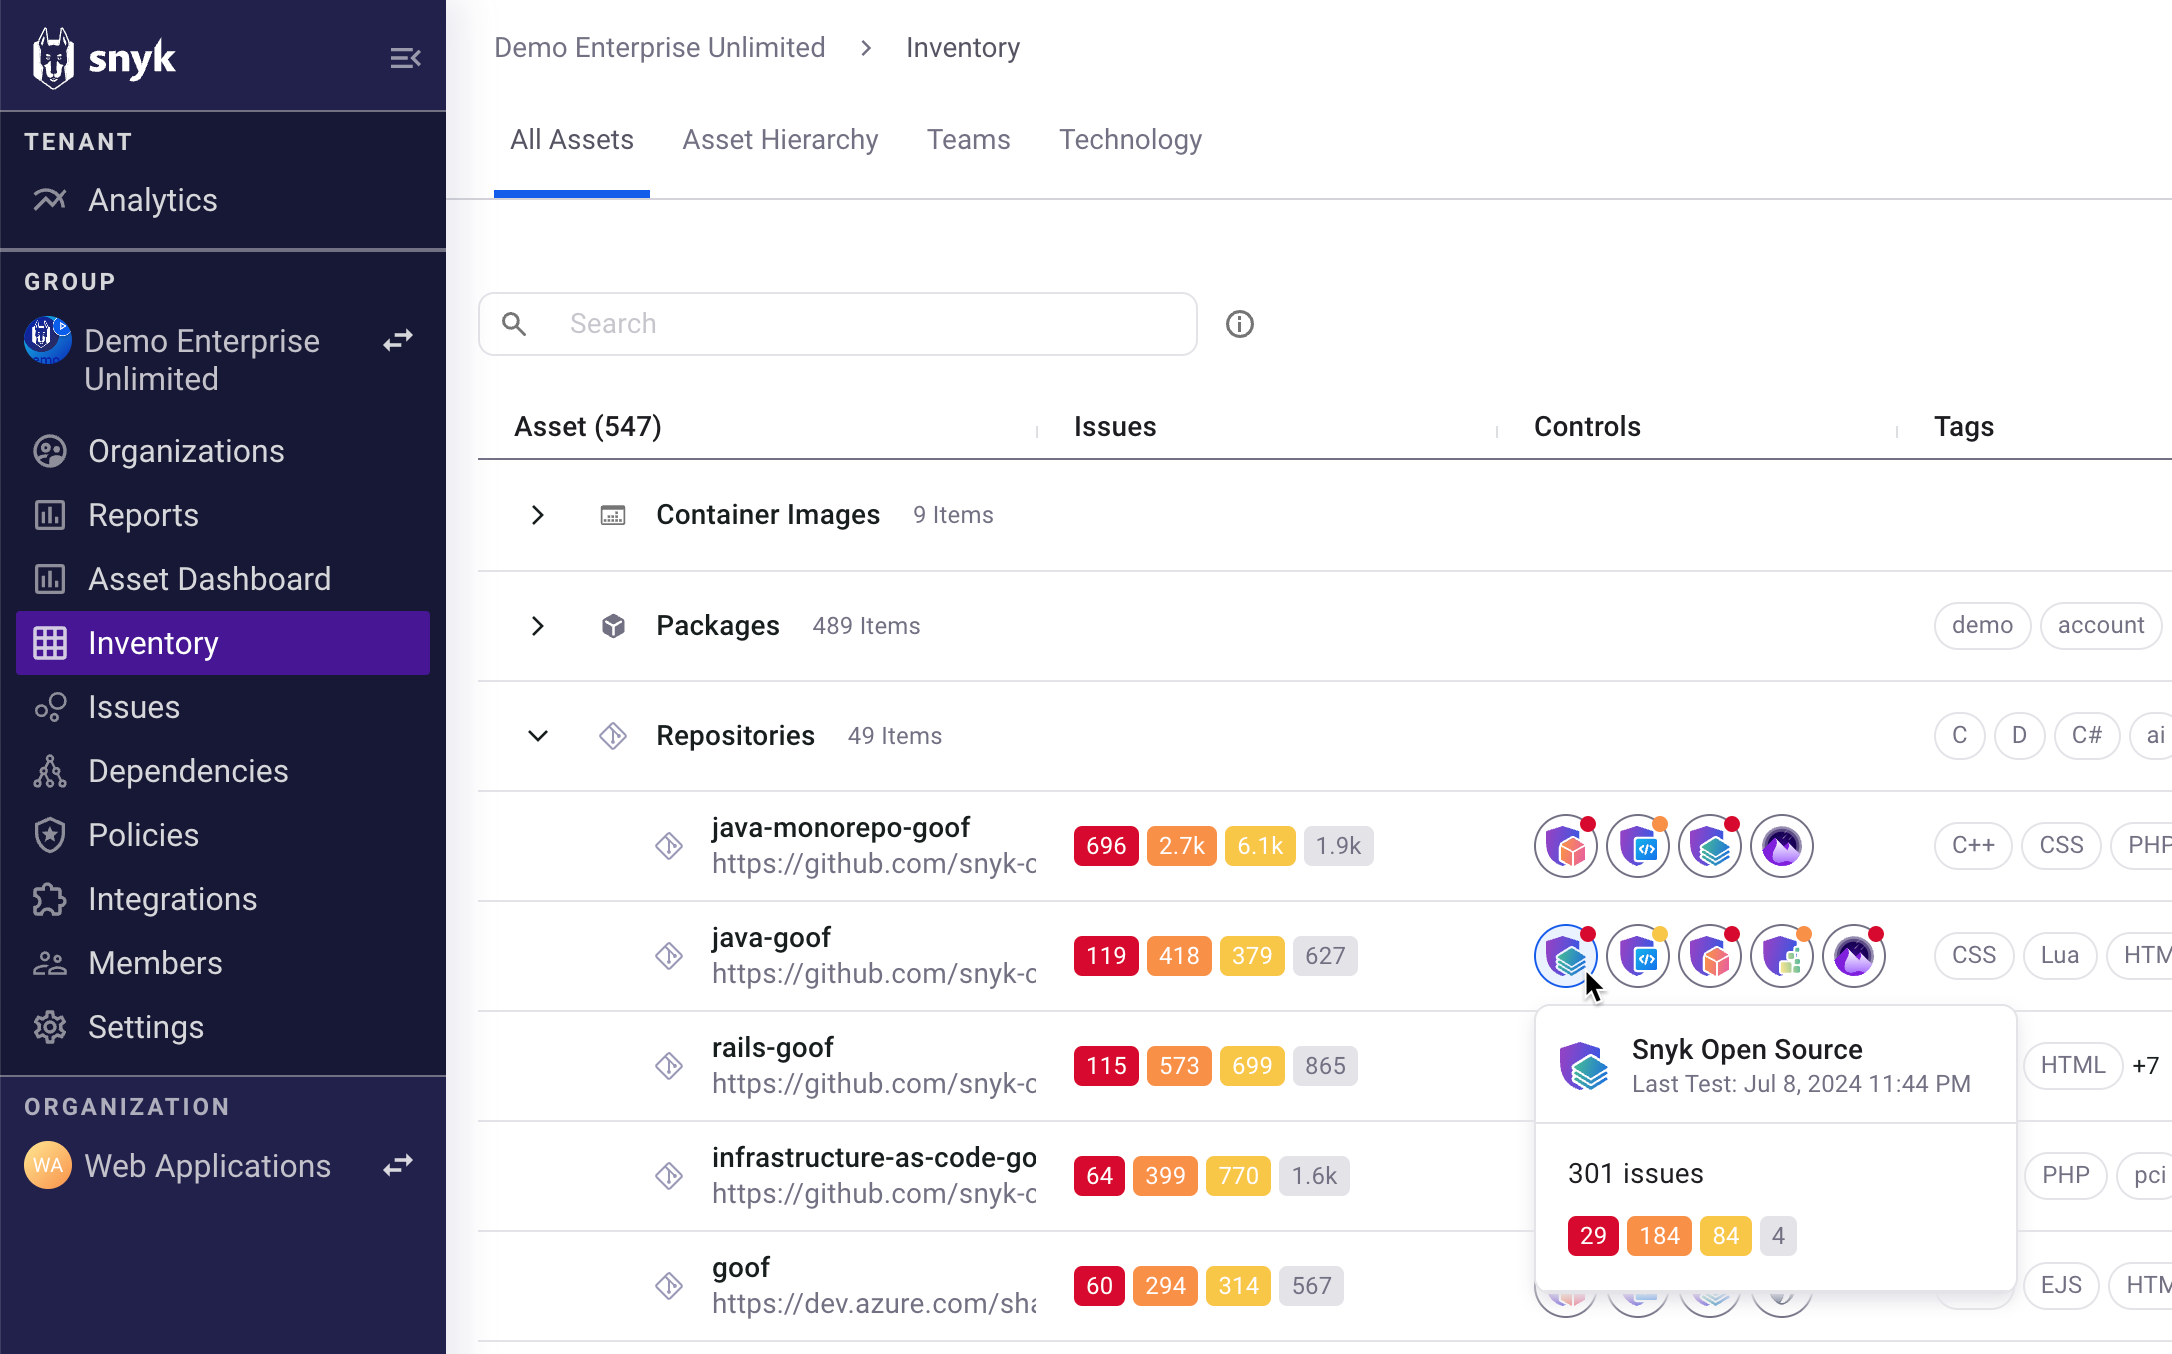 snyk
TENANT
Analytics
GROUP
Demo Enterprise
Unlimited
Organizations
Reports
Asset Dashboard
Inventory
Issues
Dependencies
Policies
Integrations
Members
Settings
ORGANIZATION
WA Web Applications
Demo Enterprise Unlimited > Inventory
All Assets Asset Hierarchy Teams Technology
Search
Asset (547) Issues Controls Tags
Container Images 9 Items
Packages 489 Items demo account
Repositories 49 Items C D C# ai
java-monorepo-goof
https://github.com/snyk-c
696 2.7k 6.1k 1.9k C++ CSS PHP
java-goof
https://github.com/snyk-c
119 418 379 627 CSS Lua HTM
rails-goof
https://github.com/snyk-c
115 573 699 865 HTML +7
infrastructure-as-code-go
https://github.com/snyk-c
64 399 770 1.6k PHP pci
goof
https://dev.azure.com/sha
60 294 314 567 EJS HTM
Snyk Open Source
Last Test: Jul 8, 2024 11:44 PM
301 issues
29 184 84 4